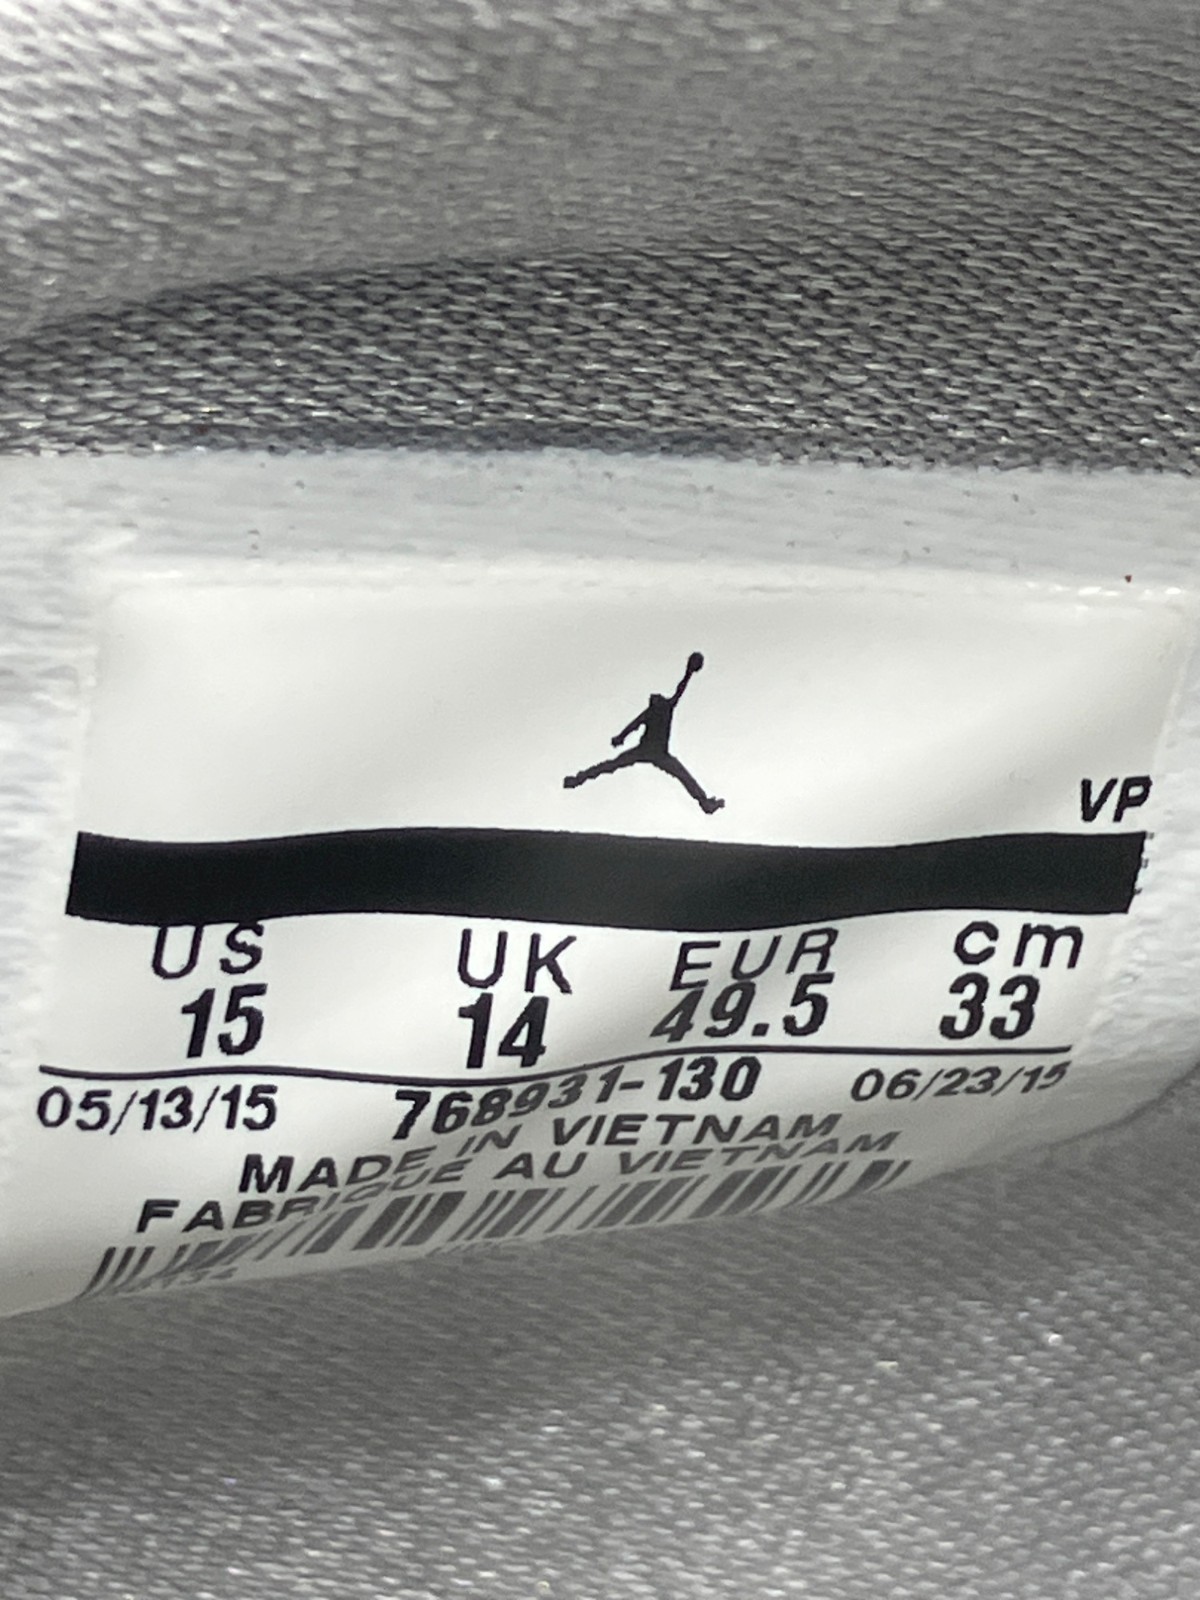 VP
US UK EUR cm
15 14 49.5 33
05/13/15 768931-130 06/23/15
MADE IN VIETNAM
FABRIQUÉ AU VIETNAM